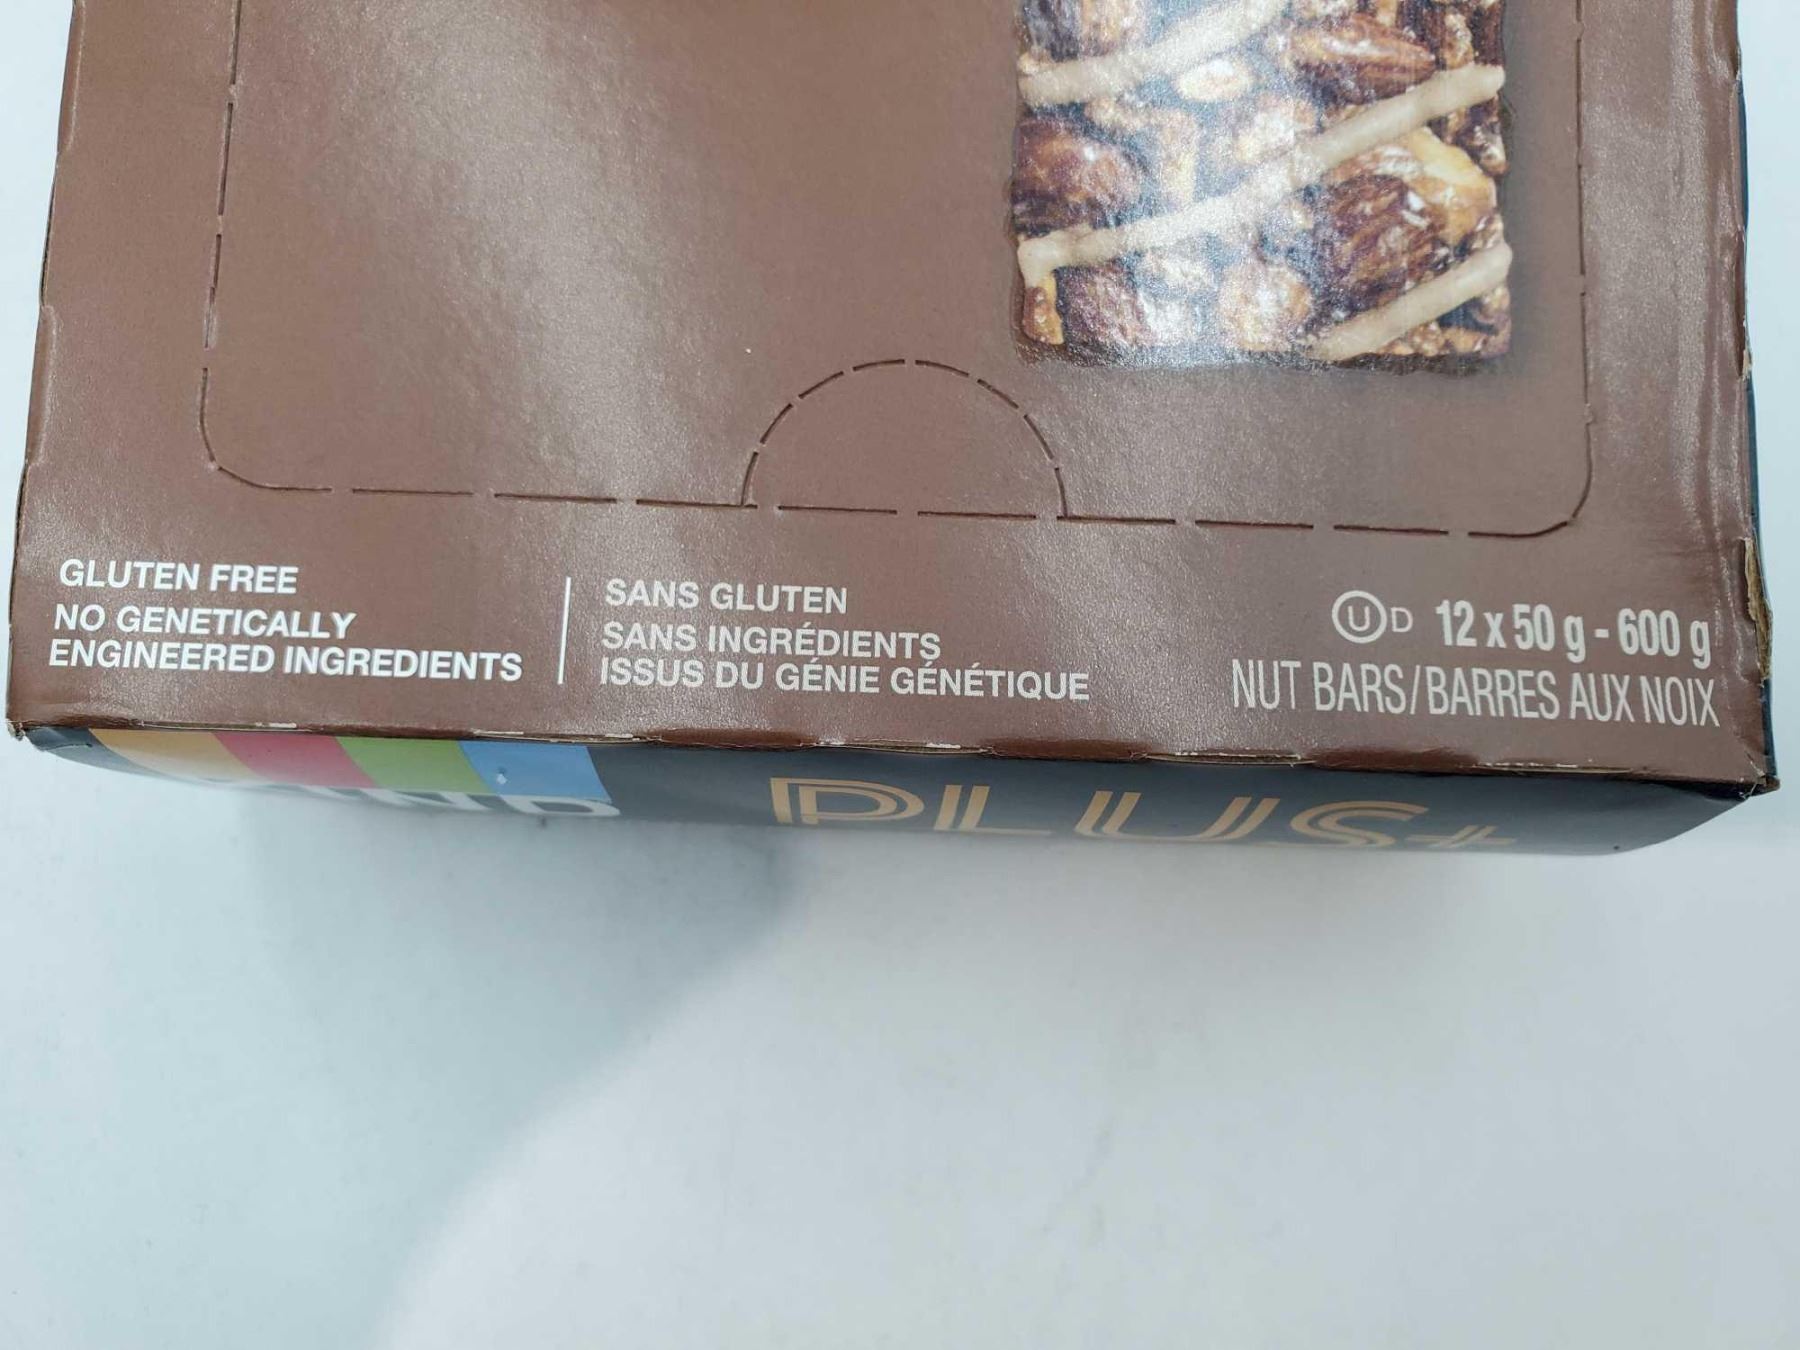 GLUTEN FREE
NO GENETICALLY
ENGINEERED INGREDIENTS
SANS GLUTEN
SANS INGRÉDIENTS
ISSUS DU GÉNIE GÉNÉTIQUE
U D 12 x 50 g - 600 g
NUT BARS/BARRES AUX NOIX
PLUS+